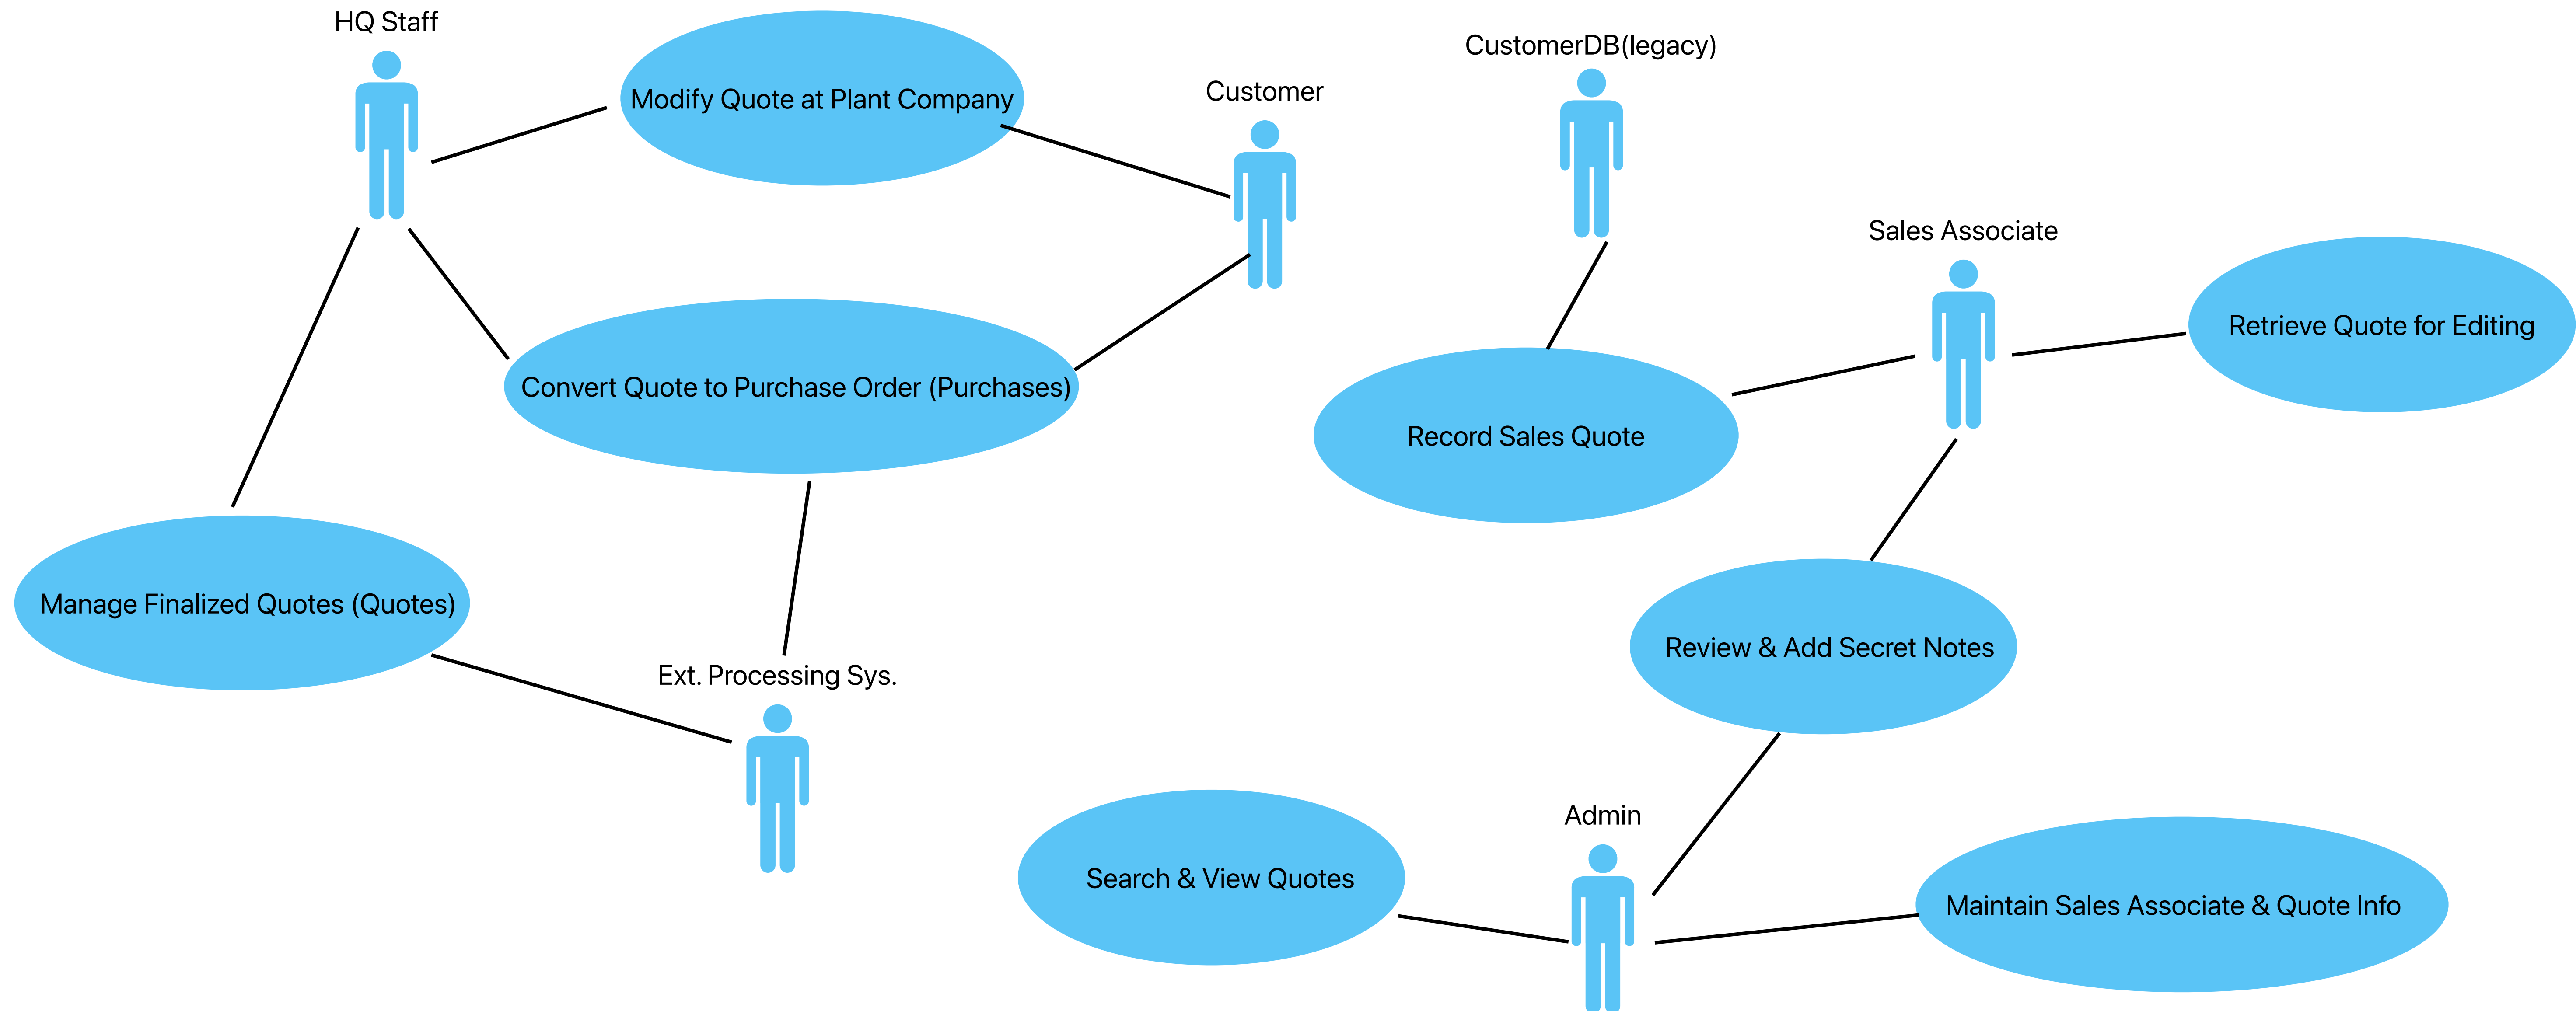 HQ Staff
Modify Quote at Plant Company
Customer
CustomerDB(legacy)
Sales Associate
Retrieve Quote for Editing
Convert Quote to Purchase Order (Purchases)
Record Sales Quote
Manage Finalized Quotes (Quotes)
Ext. Processing Sys.
Review & Add Secret Notes
Admin
Search & View Quotes
Maintain Sales Associate & Quote Info